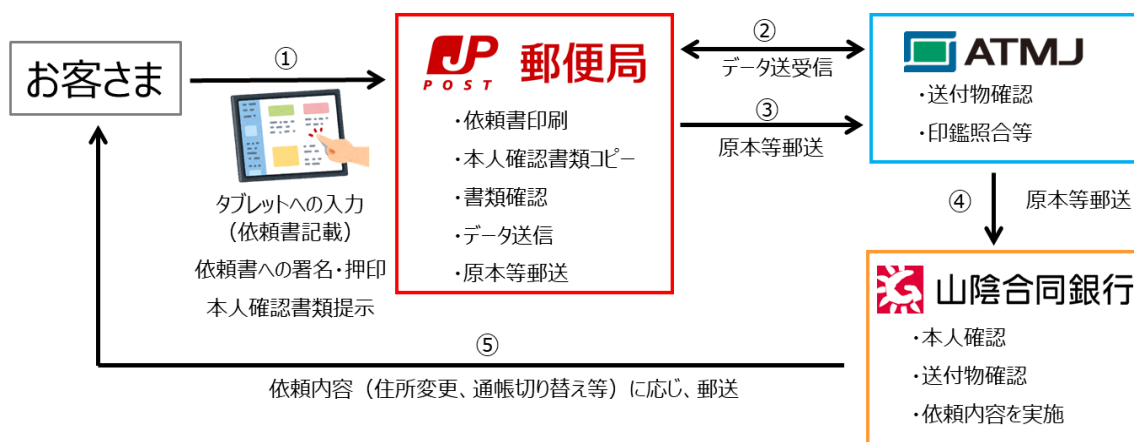 お客さま
①
タブレットへの入力
（依頼書記載）
依頼書への署名・押印
本人確認書類提示
JP
POST
郵便局
・依頼書印刷
・本人確認書類コピー
・書類確認
・データ送信
・原本等郵送
②
データ送受信
③
原本等郵送
ATMJ
・送付物確認
・印鑑照合等
④
原本等郵送
山陰合同銀行
・本人確認
・送付物確認
・依頼内容を実施
⑤
依頼内容（住所変更、通帳切り替え等）に応じ、郵送